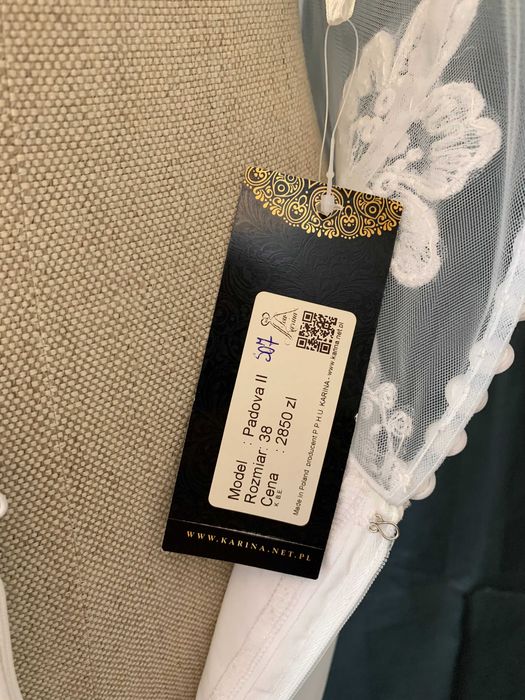 Model : Padova II 507
Rozmiar: 38
Cena : 2850 zl
K B E
Made in Poland producent P.P.H.U. KARINA - www.karina.net.pl
WWW.KARINA.NET.PL